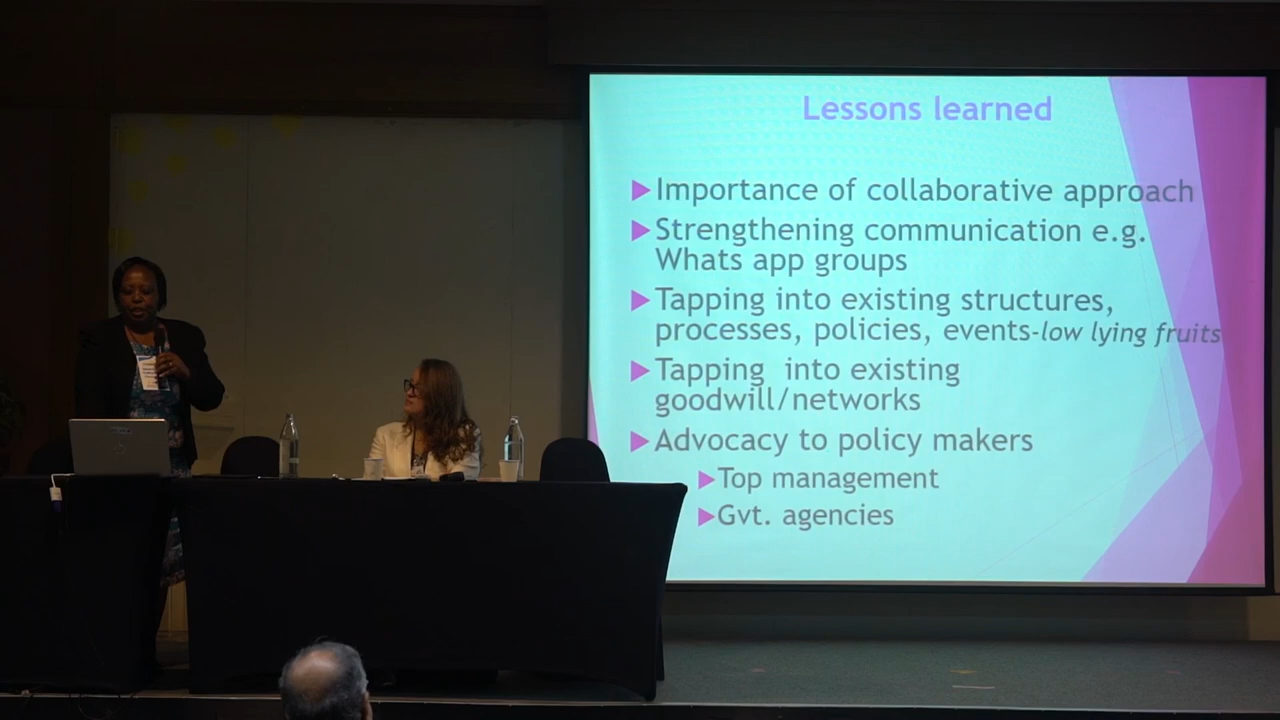 Lessons learned
Importance of collaborative approach
Strengthening communication e.g.
Whats app groups
Tapping into existing structures,
processes, policies, events-low lying fruits
Tapping into existing
goodwill/networks
Advocacy to policy makers
Top management
Gvt. agencies